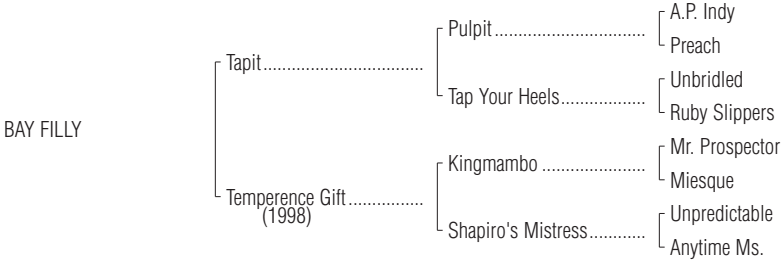 A.P. Indy
Pulpit................................
Preach
Tapit..................................
Unbridled
Tap Your Heels..................
Ruby Slippers
BAY FILLY
Mr. Prospector
Kingmambo ......................
Miesque
Temperence Gift................
(1998)
Unpredictable
Shapiro's Mistress............
Anytime Ms.